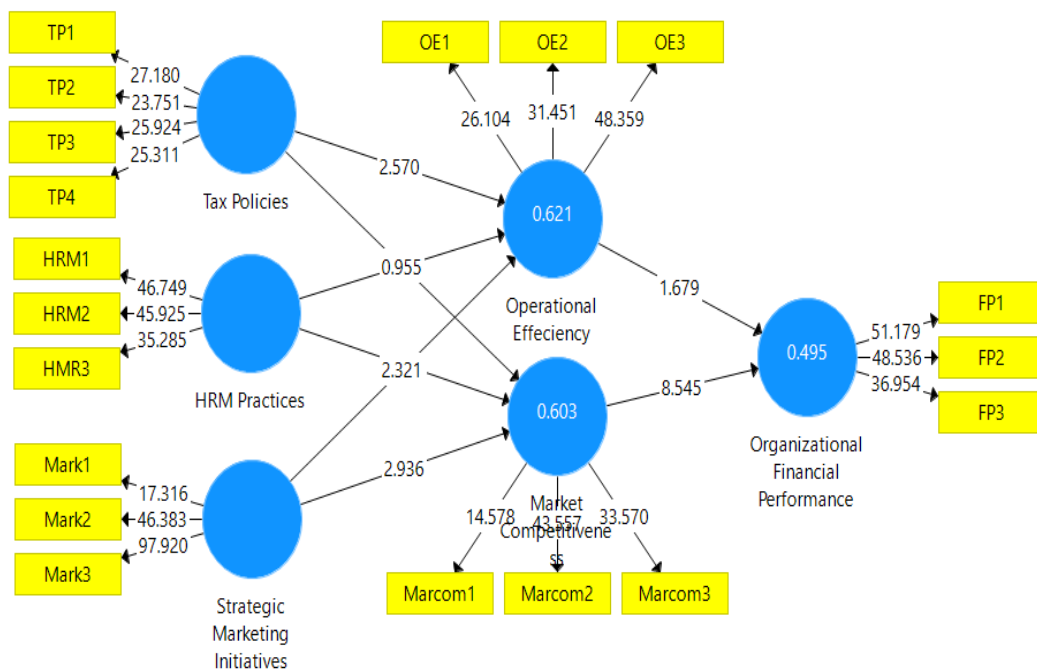 TP1
TP2
TP3
TP4
27.180
23.751
25.924
25.311
Tax Policies
HRM1
HRM2
HMR3
46.749
45.925
35.285
HRM Practices
Mark1
Mark2
Mark3
17.316
46.383
97.920
Strategic
Marketing
Initiatives
OE1
OE2
OE3
26.104
31.451
48.359
2.570
0.955
2.321
2.936
0.621
Operational
Effeciency
0.603
Market
Competitivene
ss
14.578
43.557
33.570
Marcom1
Marcom2
Marcom3
1.679
8.545
0.495
Organizational
Financial
Performance
51.179
48.536
36.954
FP1
FP2
FP3